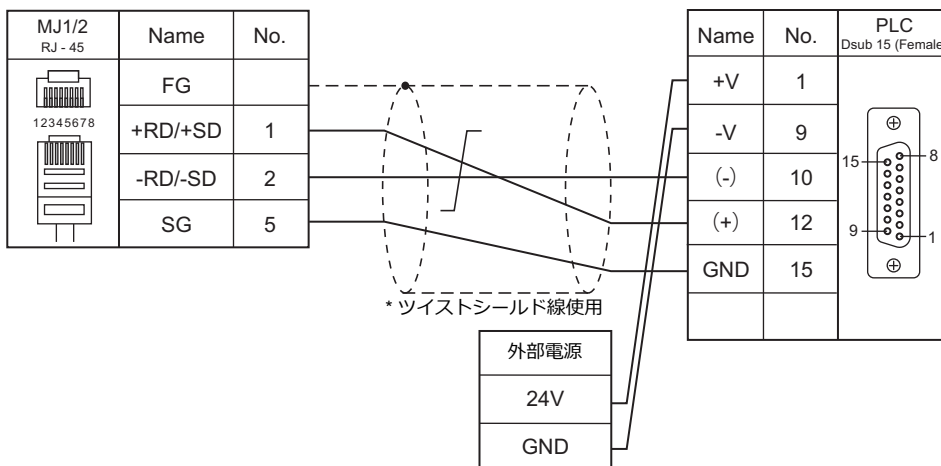 MJ1/2
RJ - 45
Name
No.
FG
+RD/+SD
1
-RD/-SD
2
SG
5
12345678
* ツイストシールド線使用
外部電源
24V
GND
Name
No.
PLC
Dsub 15 (Female
+V
1
-V
9
(-)
10
(+)
12
GND
15
15
8
9
1